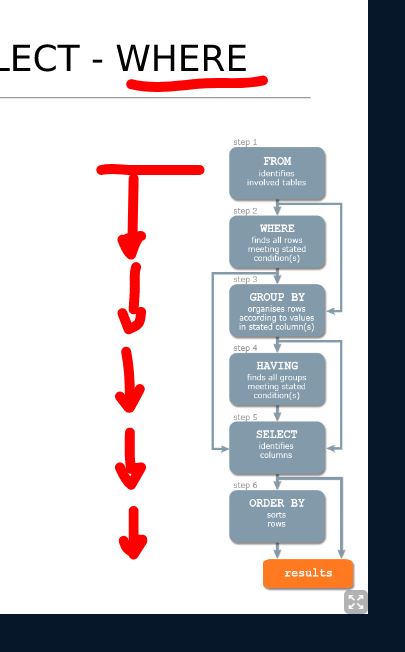 LECT - WHERE
step 1
FROM
identifies
involved tables
step 2
WHERE
finds all rows
meeting stated
condition(s)
step 3
GROUP BY
organises rows
according to values
in stated column(s)
step 4
HAVING
finds all groups
meeting stated
condition(s)
step 5
SELECT
identifies
columns
step 6
ORDER BY
sorts
rows
results